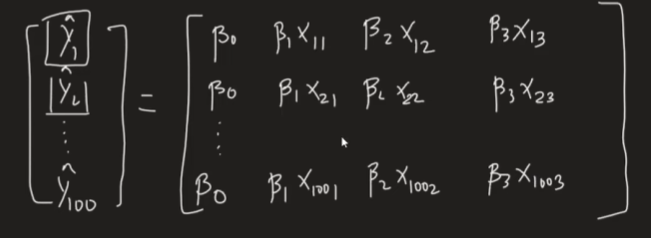 Ŷ₁ β₀ β₁X₁₁ β₂X₁₂ β₃X₁₃
Ŷ₂ = β₀ β₁X₂₁ β₂X₂₂ β₃X₂₃
⋮ ⋮
Ŷ₁₀₀ β₀ β₁X₁₀₀₁ β₂X₁₀₀₂ β₃X₁₀₀₃